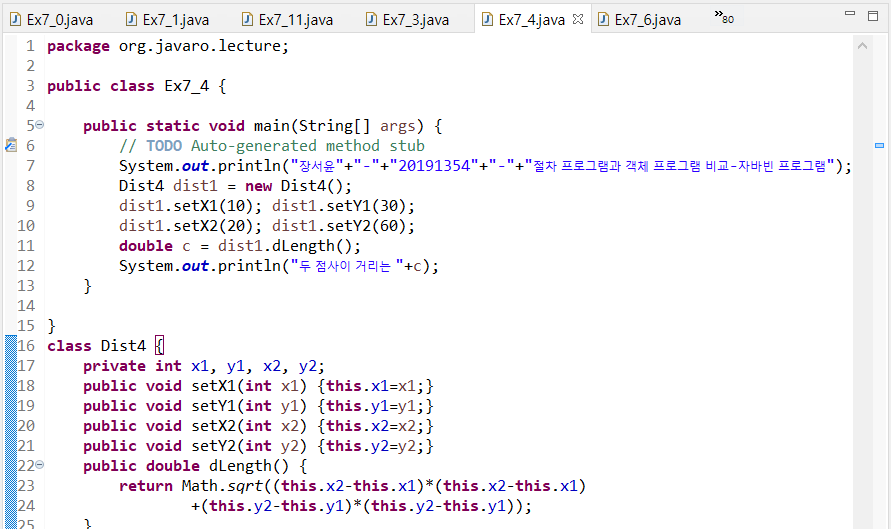 Ex7_0.java Ex7_1.java Ex7_11.java Ex7_3.java Ex7_4.java Ex7_6.java »80
1 package org.javaro.lecture;
2
3 public class Ex7_4 {
4
5 public static void main(String[] args) {
6 // TODO Auto-generated method stub
7 System.out.println("장서윤"+"-"+"20191354"+"-"+"절차 프로그램과 객체 프로그램 비교-자바빈 프로그램");
8 Dist4 dist1 = new Dist4();
9 dist1.setX1(10); dist1.setY1(30);
10 dist1.setX2(20); dist1.setY2(60);
11 double c = dist1.dLength();
12 System.out.println("두 점사이 거리는 "+c);
13 }
14
15 }
16 class Dist4 {
17 private int x1, y1, x2, y2;
18 public void setX1(int x1) {this.x1=x1;}
19 public void setY1(int y1) {this.y1=y1;}
20 public void setX2(int x2) {this.x2=x2;}
21 public void setY2(int y2) {this.y2=y2;}
22 public double dLength() {
23 return Math.sqrt((this.x2-this.x1)*(this.x2-this.x1)
24 +(this.y2-this.y1)*(this.y2-this.y1));
25 }